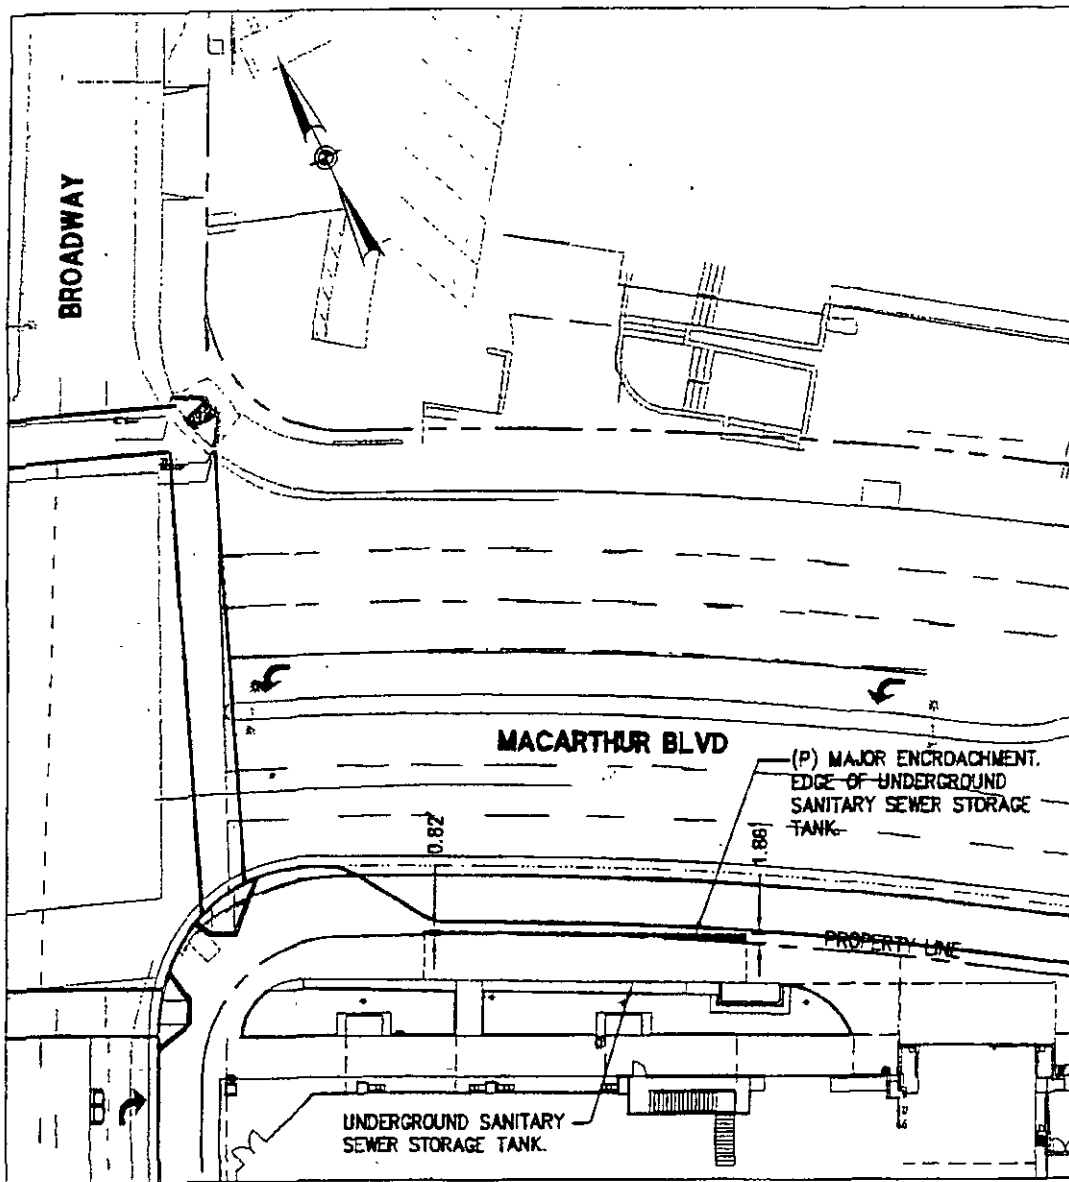 BROADWAY
MACARTHUR BLVD
(P) MAJOR ENCROACHMENT.
EDGE OF UNDERGROUND
SANITARY SEWER STORAGE
TANK.
0.82'
1.86'
PROPERTY LINE
UNDERGROUND SANITARY
SEWER STORAGE TANK.